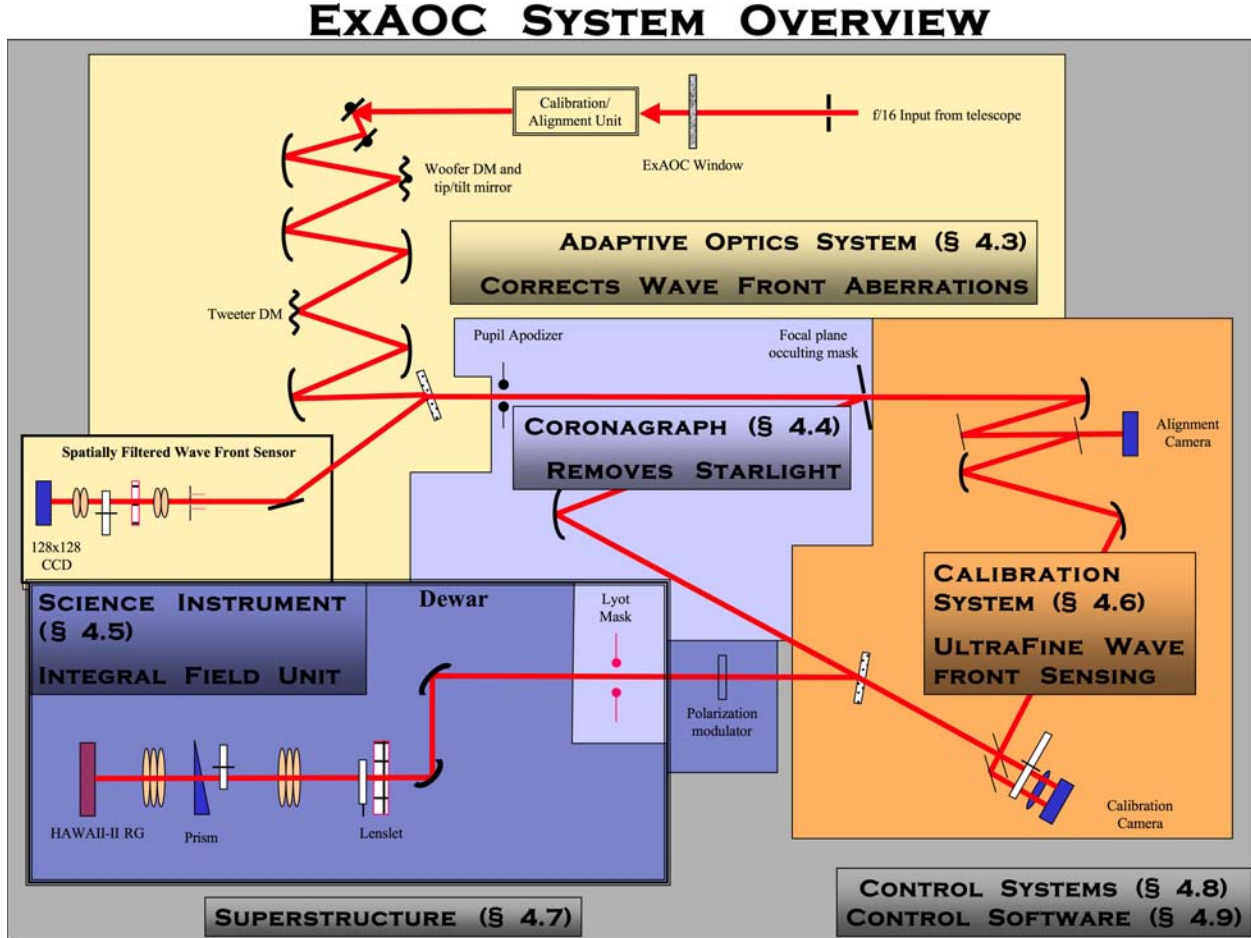 ExAOC System Overview
Calibration/
Alignment Unit
f/16 Input from telescope
ExAOC Window
Woofer DM and
tip/tilt mirror
Adaptive Optics System (§ 4.3)
Corrects Wave Front Aberrations
Tweeter DM
Pupil Apodizer
Focal plane
occulting mask
Coronagraph (§ 4.4)
Removes Starlight
Alignment
Camera
Spatially Filtered Wave Front Sensor
128x128
CCD
Science Instrument
(§ 4.5)
Integral Field Unit
Dewar
Lyot
Mask
Calibration
System (§ 4.6)
UltraFine Wave
front Sensing
Polarization
modulator
HAWAII-II RG
Prism
Lenslet
Calibration
Camera
Superstructure (§ 4.7)
Control Systems (§ 4.8)
Control Software (§ 4.9)